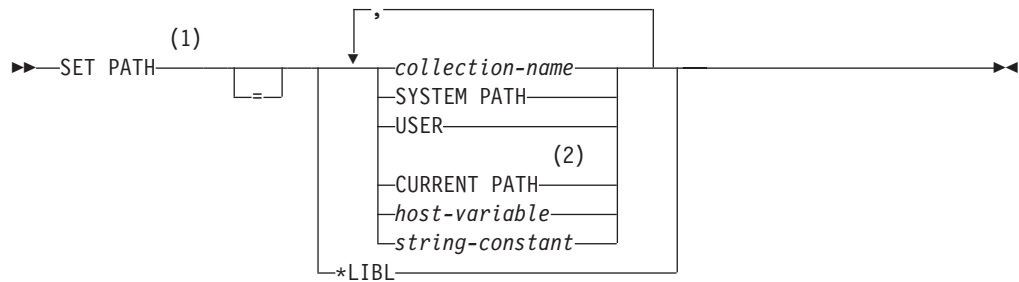 ,
(1)
SET PATH
collection-name
=
SYSTEM PATH
USER
(2)
CURRENT PATH
host-variable
string-constant
*LIBL